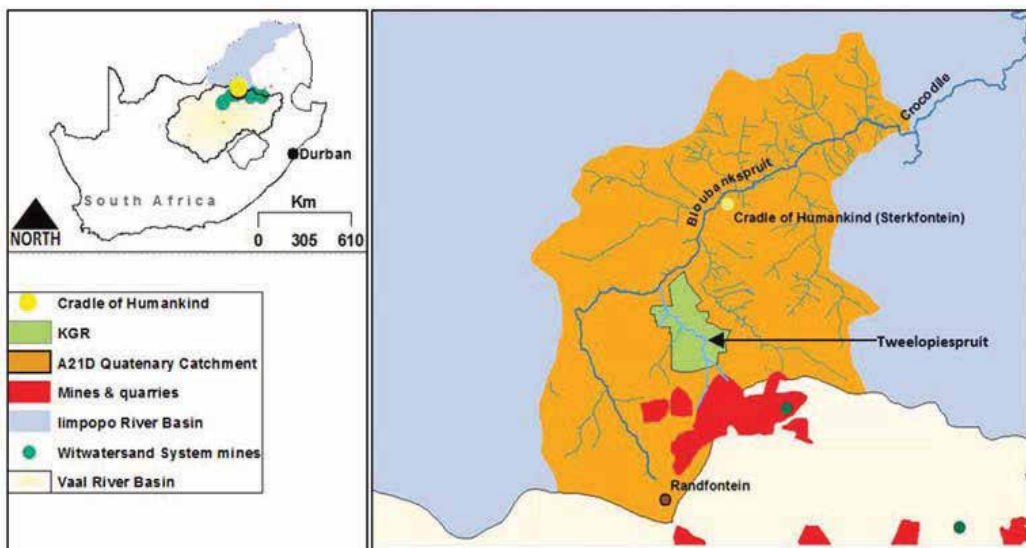 Durban
South Africa
Km
NORTH
0 305 610
Cradle of Humankind
KGR
A21D Quatenary Catchment
Mines & quarries
limpopo River Basin
Witwatersand System mines
Vaal River Basin
Crocodile
Bloubankspruit
Cradle of Humankind (Sterkfontein)
Tweelopiespruit
Randfontein